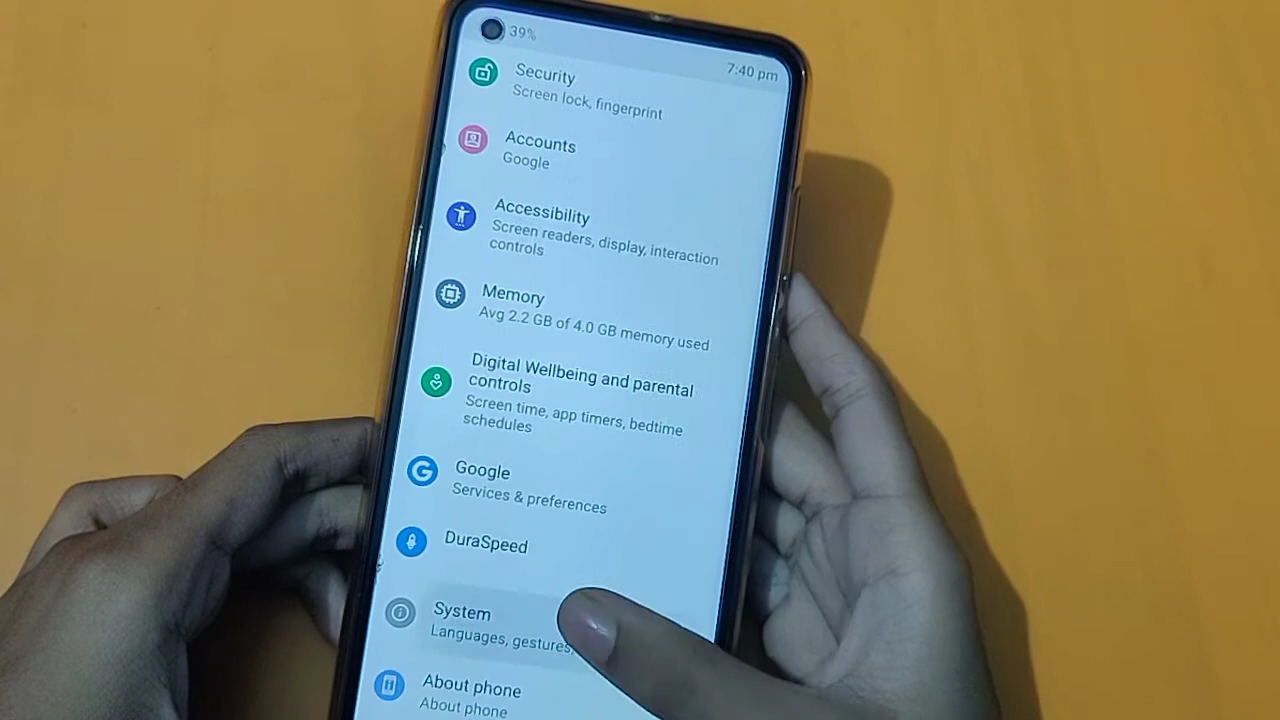 39%
7:40 pm
Security
Screen lock, fingerprint
Accounts
Google
Accessibility
Screen readers, display, interaction
controls
Memory
Avg 2.2 GB of 4.0 GB memory used
Digital Wellbeing and parental
controls
Screen time, app timers, bedtime
schedules
Google
Services & preferences
DuraSpeed
System
Languages, gestures,
About phone
About phone